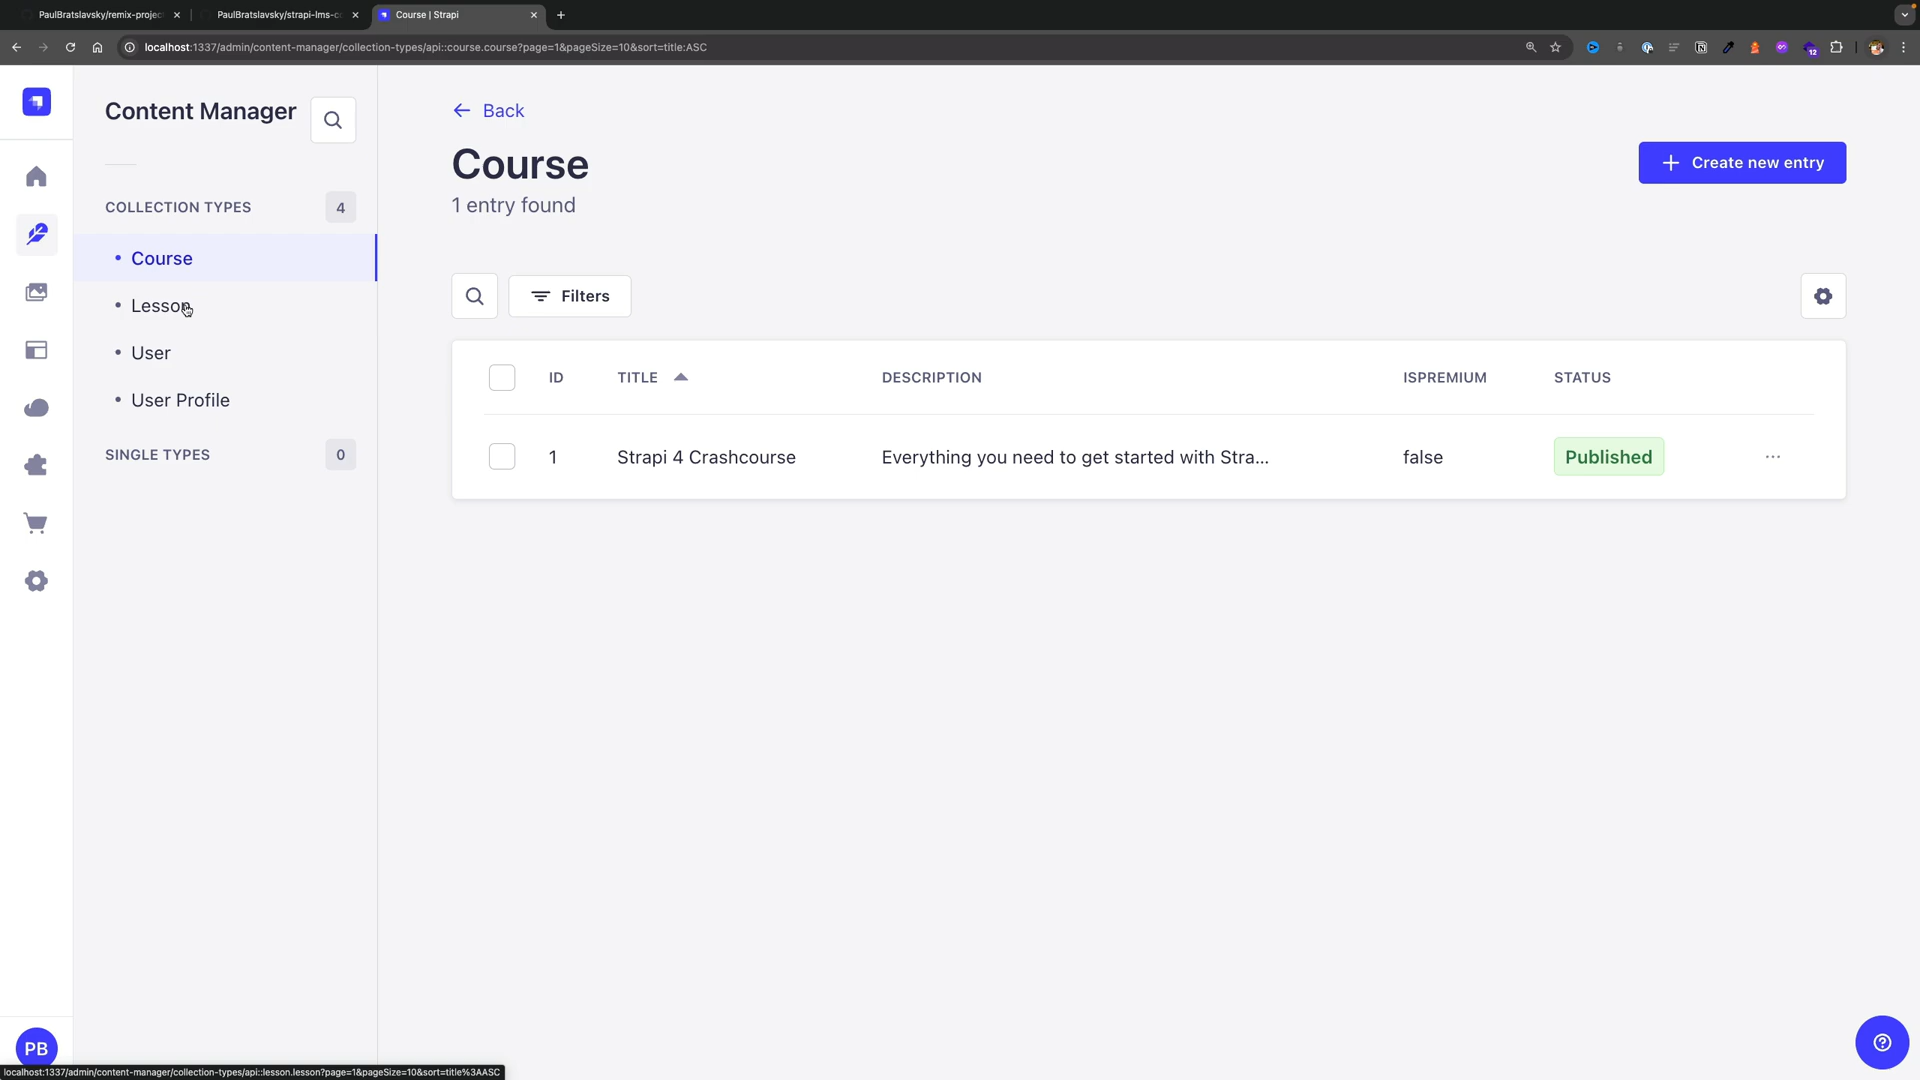 PaulBratslavsky/remix-projec
PaulBratslavsky/strapi-lms-co
Course | Strapi
localhost:1337/admin/content-manager/collection-types/api::course.course?page=1&pageSize=10&sort=title:ASC
12
Content Manager
COLLECTION TYPES 4
Course
Lesson
User
User Profile
SINGLE TYPES 0
Back
Course
1 entry found
Create new entry
Filters
ID TITLE DESCRIPTION ISPREMIUM STATUS
1 Strapi 4 Crashcourse Everything you need to get started with Stra... false Published
PB
localhost:1337/admin/content-manager/collection-types/api::lesson.lesson?page=1&pageSize=10&sort=title%3AASC